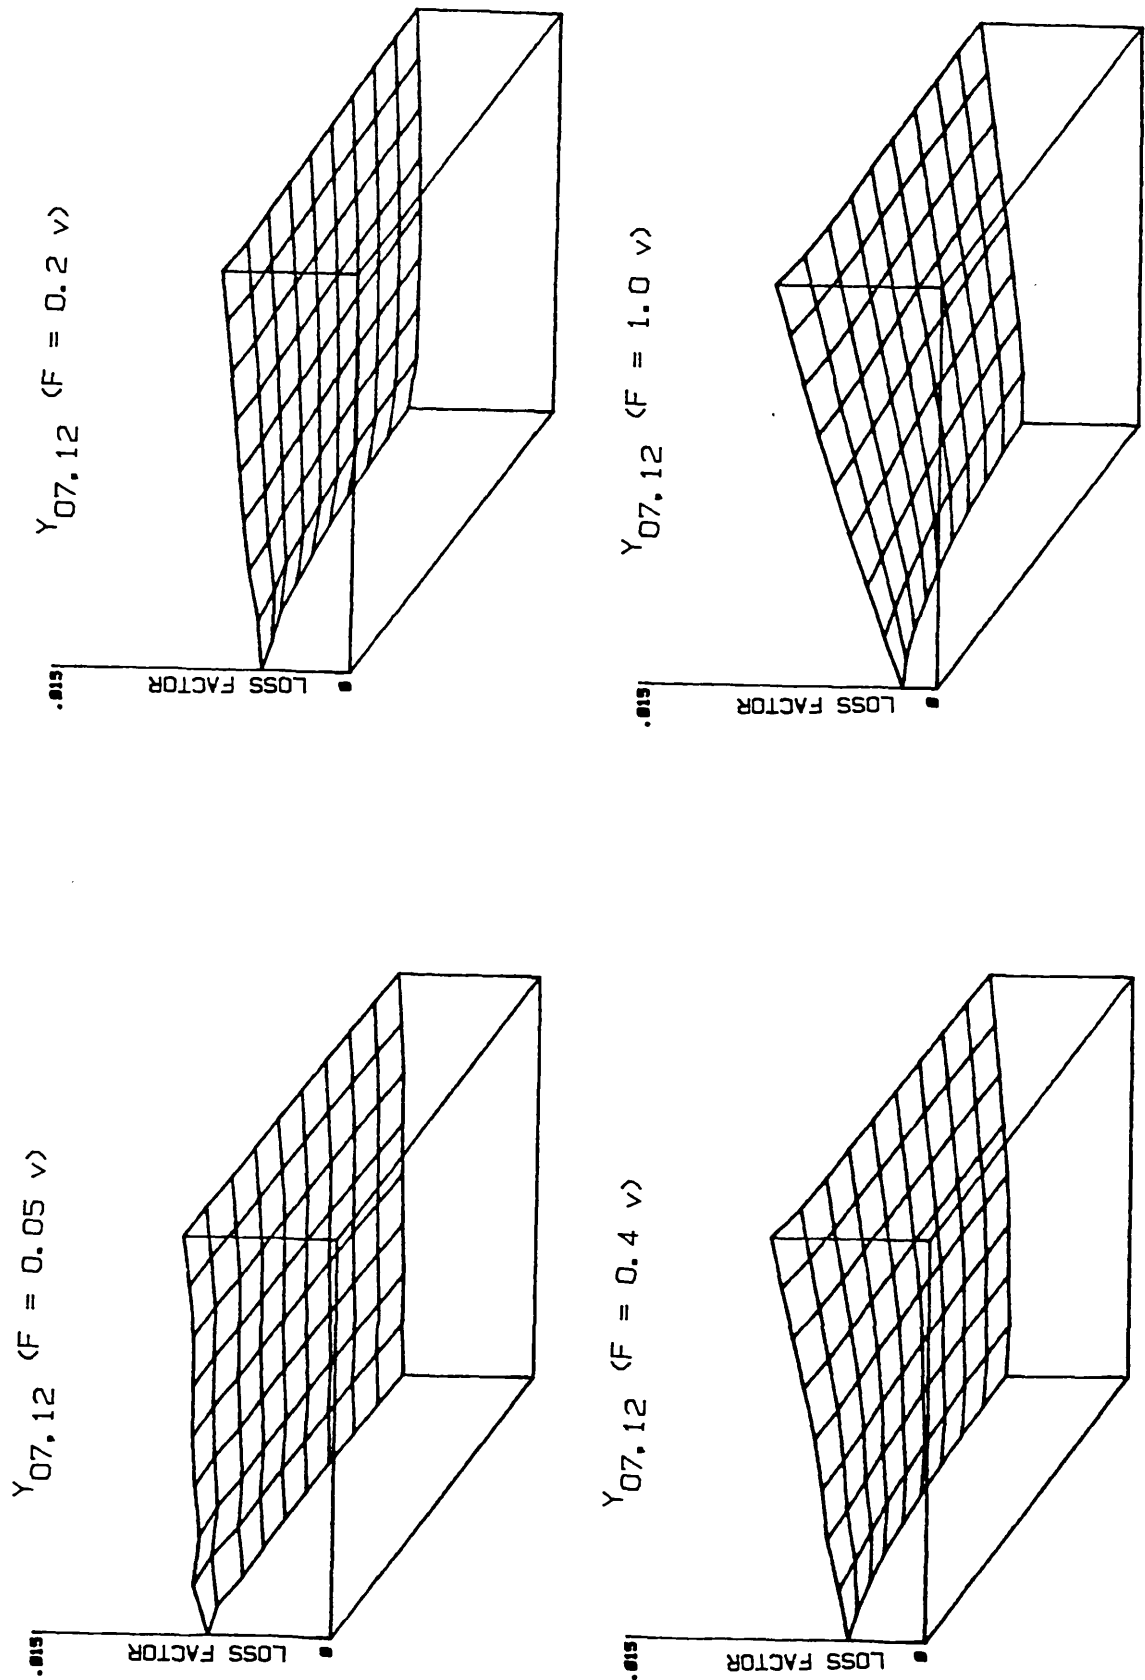 Y07,12 (F = 0.05 v)
.015
LOSS FACTOR
0
Y07,12 (F = 0.2 v)
.015
LOSS FACTOR
0
Y07,12 (F = 0.4 v)
.015
LOSS FACTOR
0
Y07,12 (F = 1.0 v)
.015
LOSS FACTOR
0